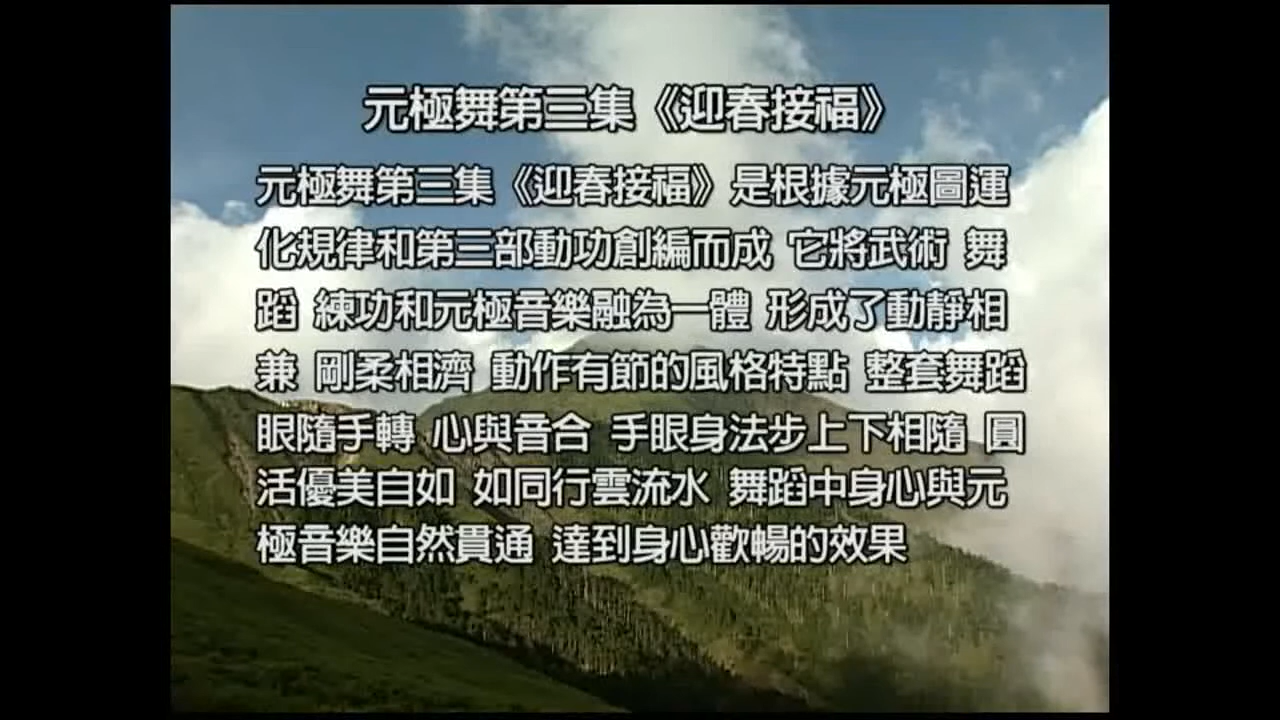 元極舞第三集《迎春接福》
元極舞第三集《迎春接福》是根據元極圖運
化規律和第三部動功創編而成 它將武術 舞
蹈 練功和元極音樂融為一體 形成了動靜相
兼 剛柔相濟 動作有節的風格特點 整套舞蹈
眼隨手轉 心與音合 手眼身法步上下相隨 圓
活優美自如 如同行雲流水 舞蹈中身心與元
極音樂自然貫通 達到身心歡暢的效果